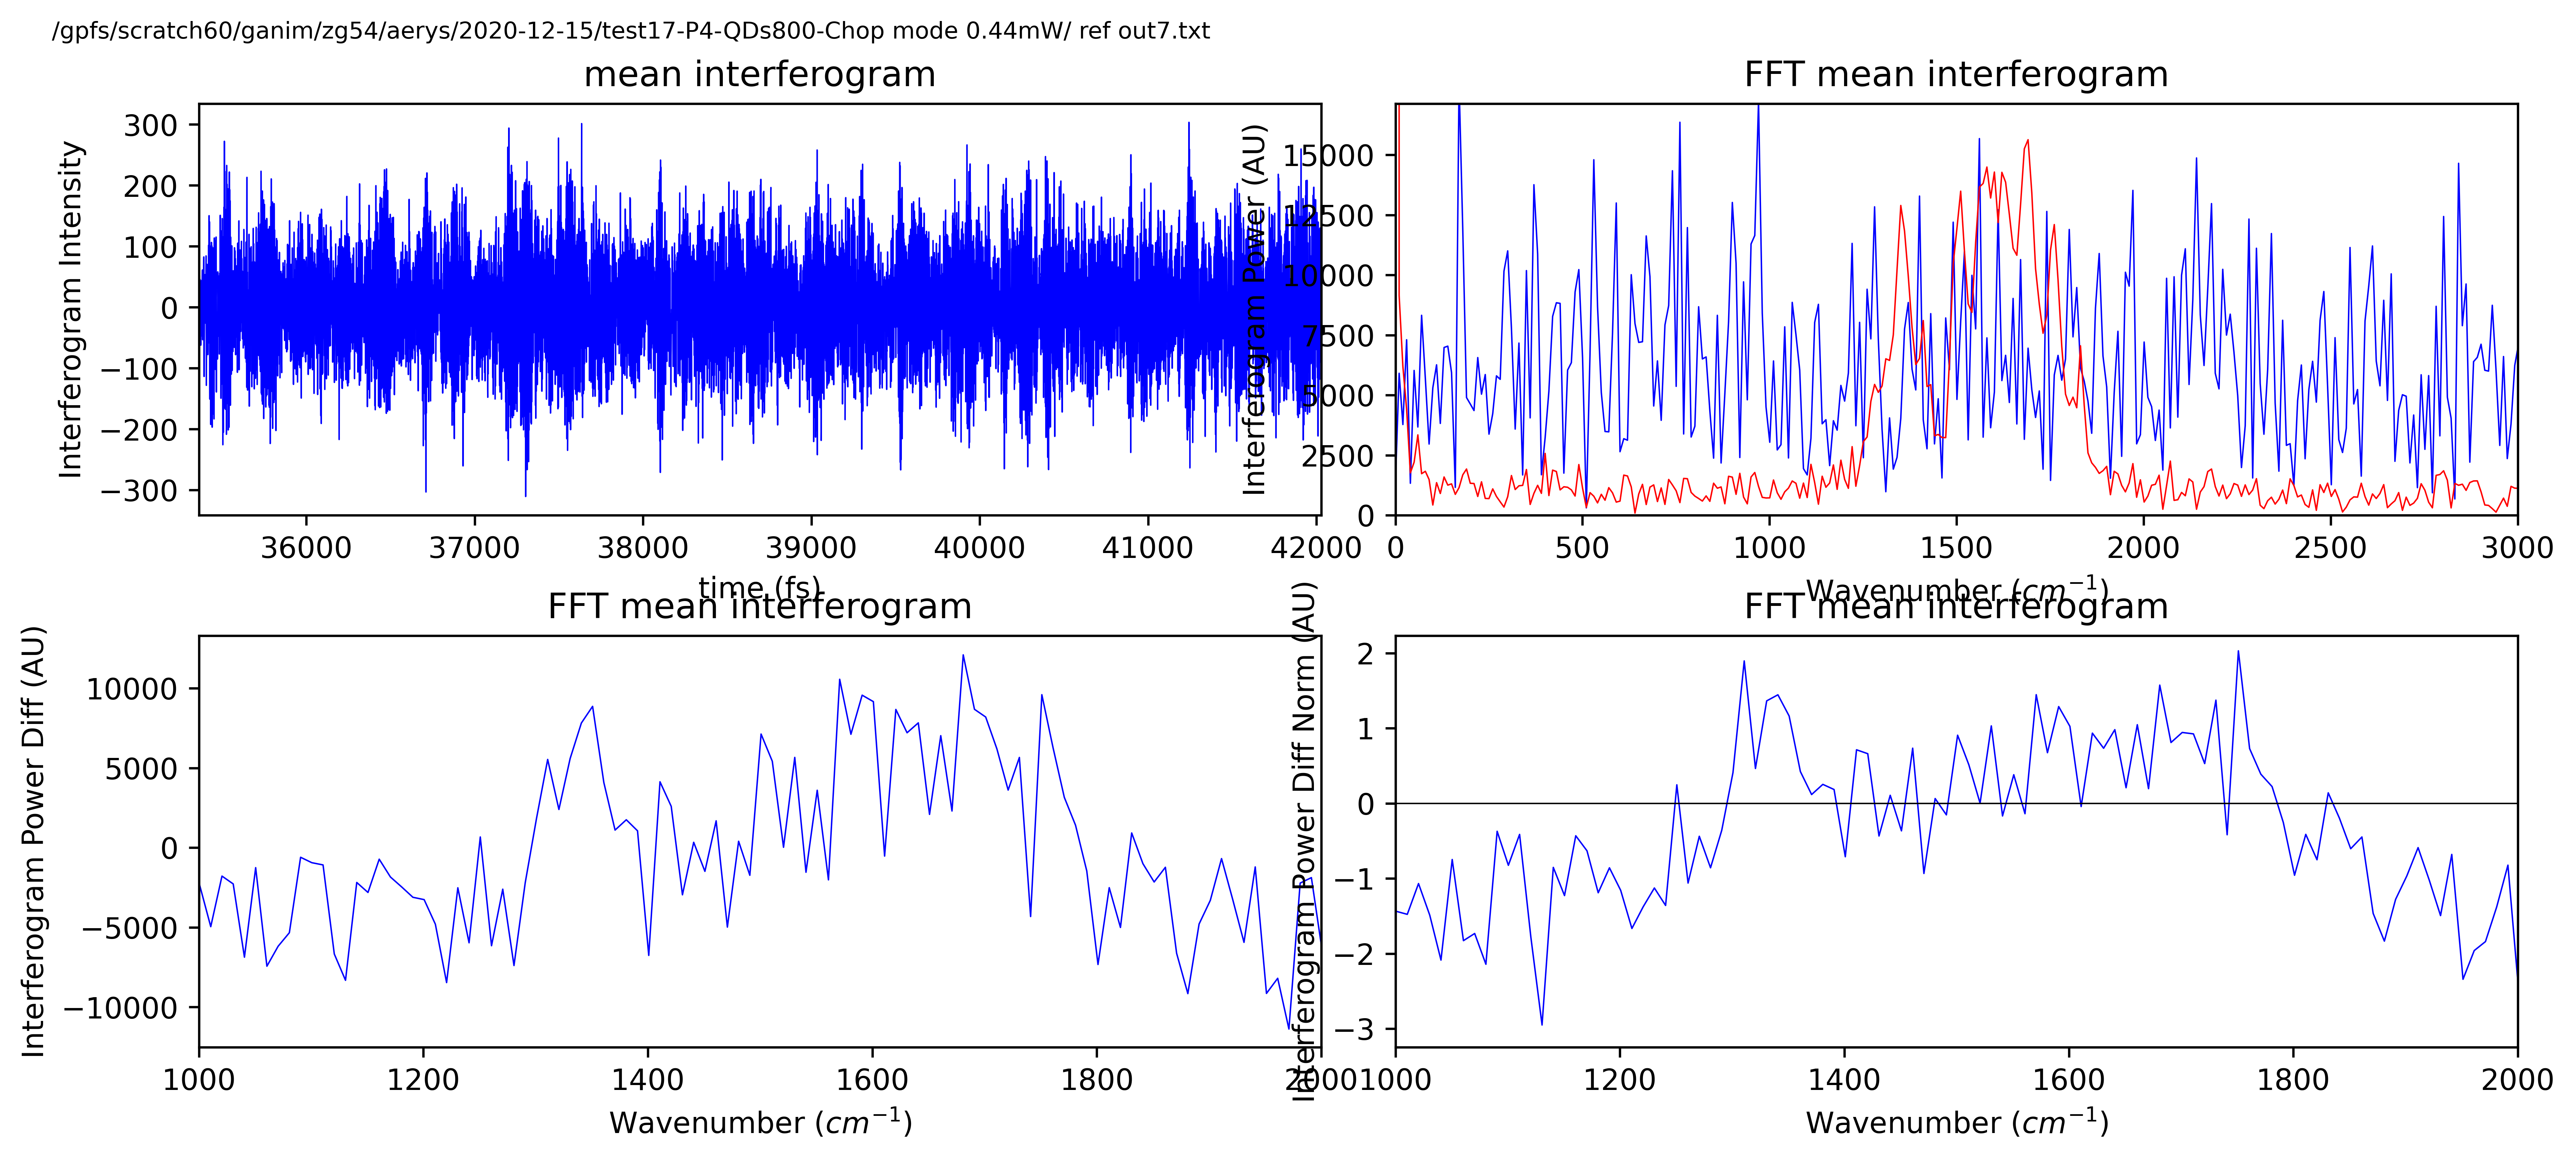 /gpfs/scratch60/ganim/zg54/aerys/2020-12-15/test17-P4-QDs800-Chop mode 0.44mW/ ref out7.txt
mean interferogram
Interferogram Intensity
300
200
100
0
−100
−200
−300
36000 37000 38000 39000 40000 41000 42000
time (fs)
FFT mean interferogram
Interferogram Power (AU)
15000
12500
10000
7500
5000
2500
0
0 500 1000 1500 2000 2500 3000
Wavenumber (cm⁻¹)
FFT mean interferogram
Interferogram Power Diff (AU)
10000
5000
0
−5000
−10000
1000 1200 1400 1600 1800 2000
Wavenumber (cm⁻¹)
FFT mean interferogram
Interferogram Power Diff Norm (AU)
2
1
0
−1
−2
−3
1000 1200 1400 1600 1800 2000
Wavenumber (cm⁻¹)